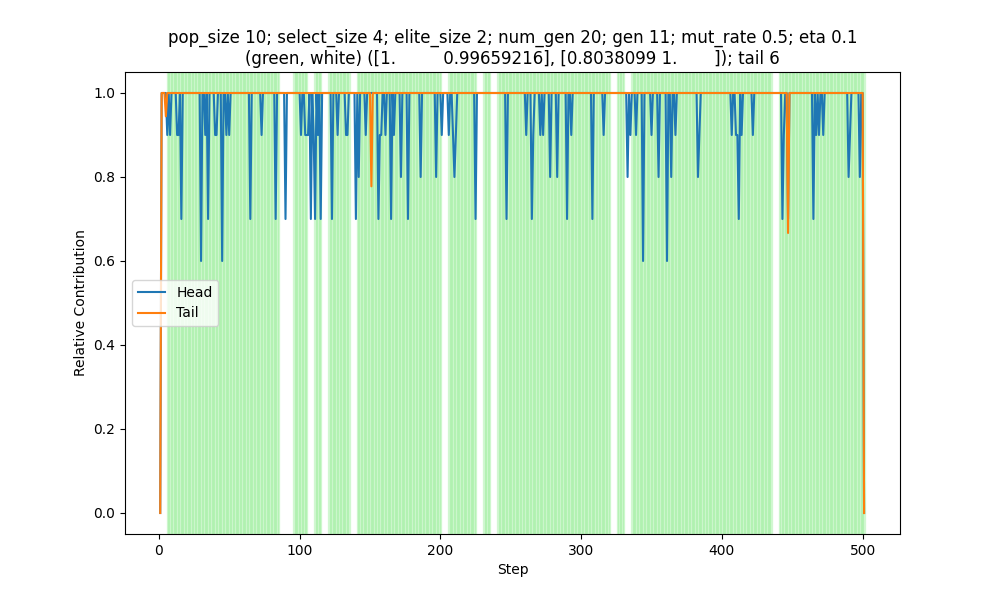 pop_size 10; select_size 4; elite_size 2; num_gen 20; gen 11; mut_rate 0.5; eta 0.1
(green, white) ([1.          0.99659216], [0.8038099 1.        ]); tail 6
1.0
0.8
0.6
0.4
0.2
0.0
Relative Contribution
Head
Tail
0
100
200
300
400
500
Step